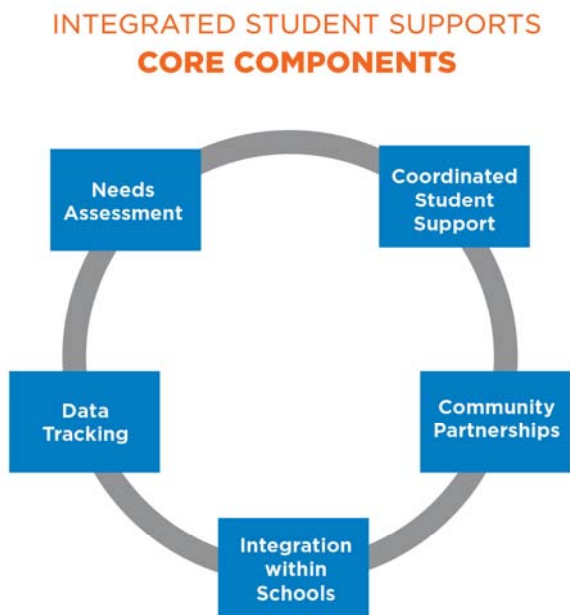 INTEGRATED STUDENT SUPPORTS
CORE COMPONENTS
Needs
Assessment
Coordinated
Student
Support
Data
Tracking
Community
Partnerships
Integration
within
Schools